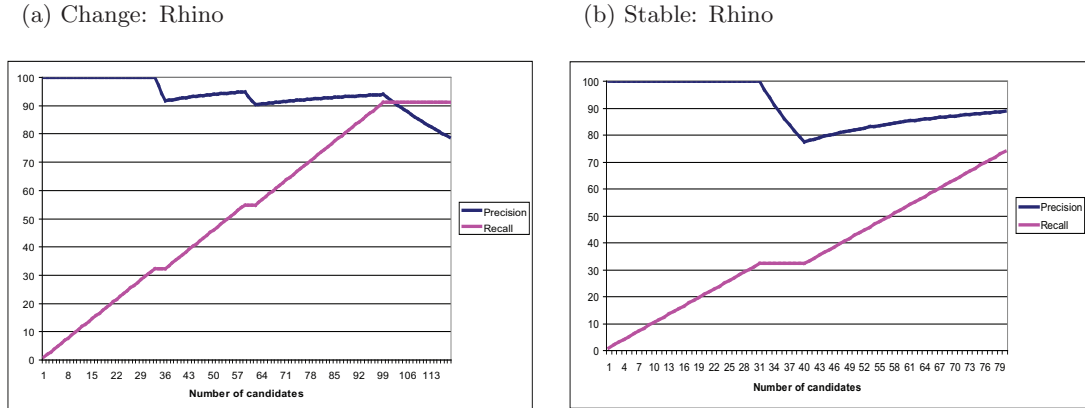 (a) Change: Rhino
100
90
80
70
60
50
40
30
20
10
0
1 8 15 22 29 36 43 50 57 64 71 78 85 92 99 106 113
Number of candidates
Precision
Recall
(b) Stable: Rhino
100
90
80
70
60
50
40
30
20
10
0
1 4 7 10 13 16 19 22 25 28 31 34 37 40 43 46 49 52 55 58 61 64 67 70 73 76 79
Number of candidates
Precision
Recall